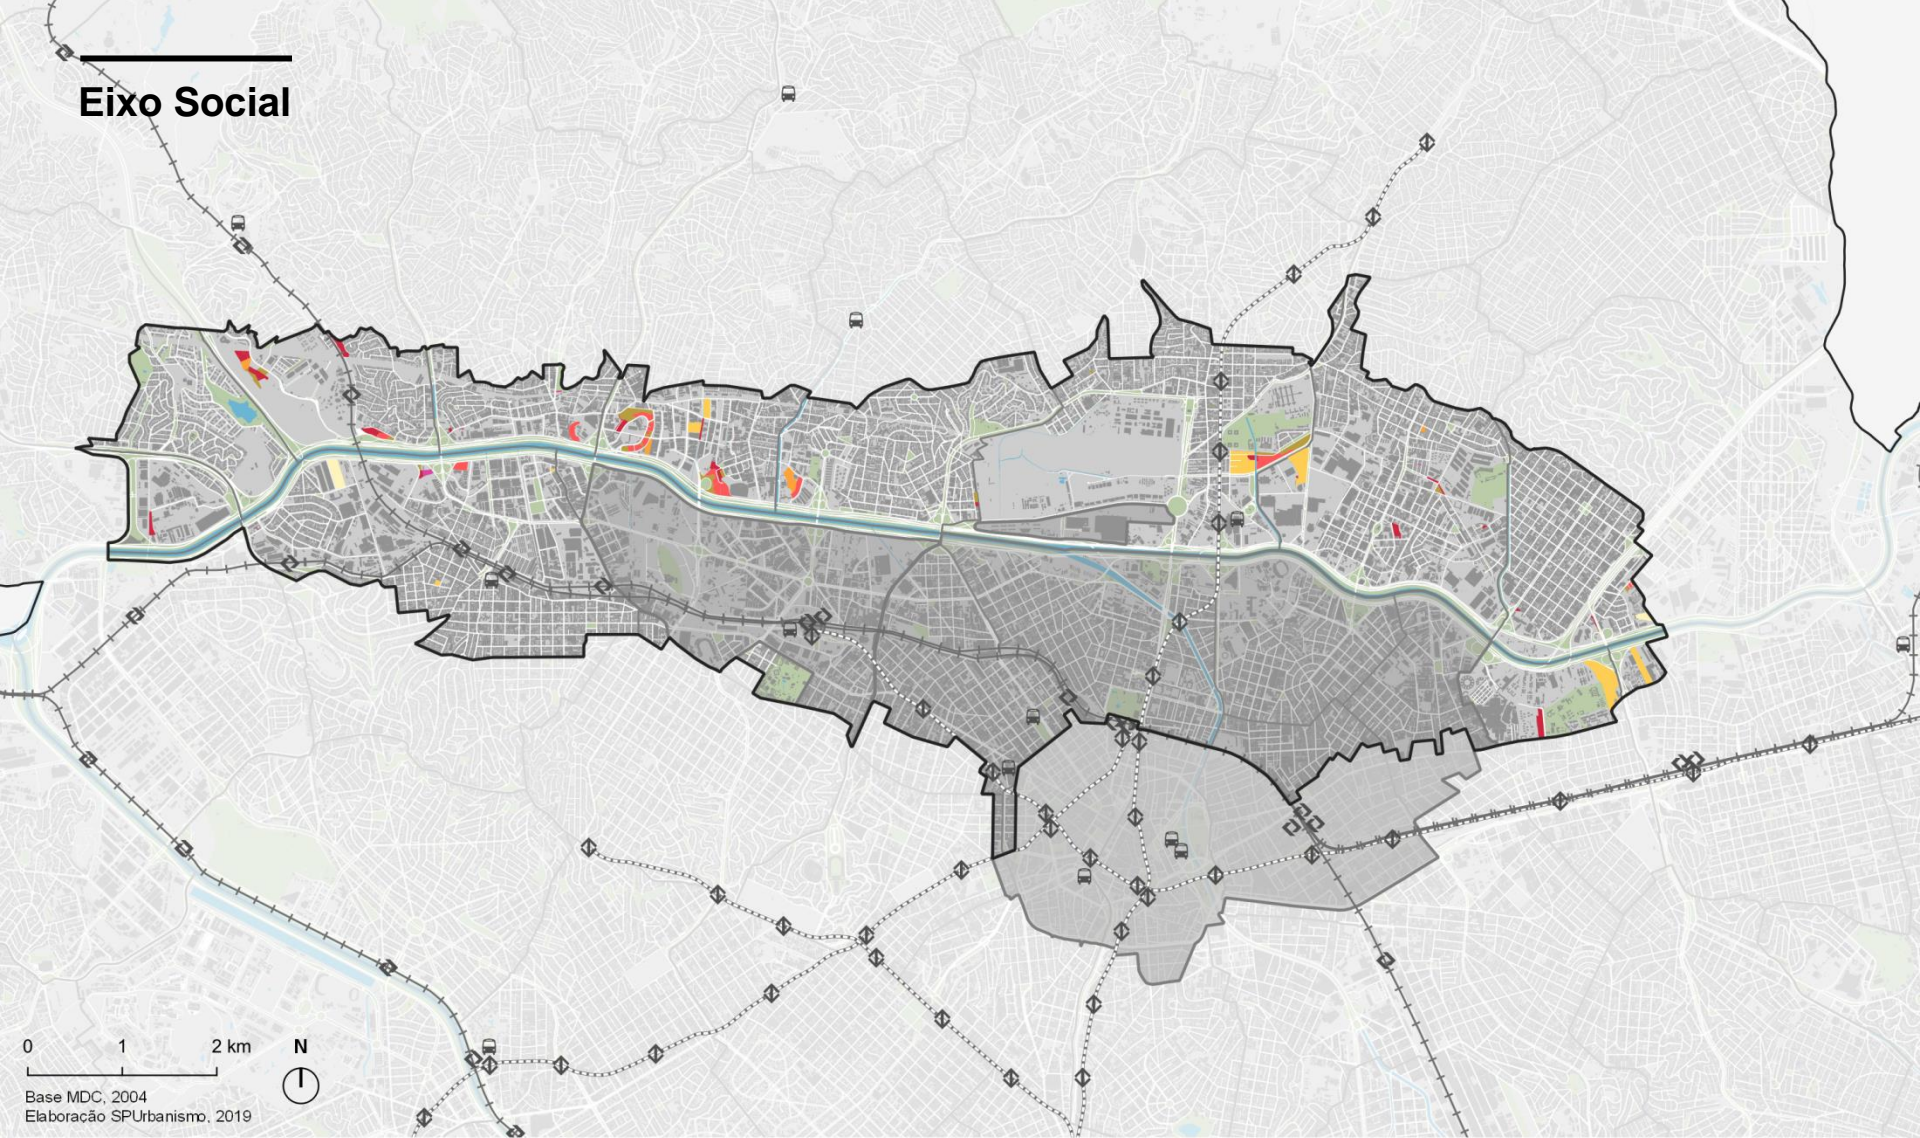 Eixo Social
0 1 2 km N
Base MDC, 2004
Elaboração SPUrbanismo, 2019